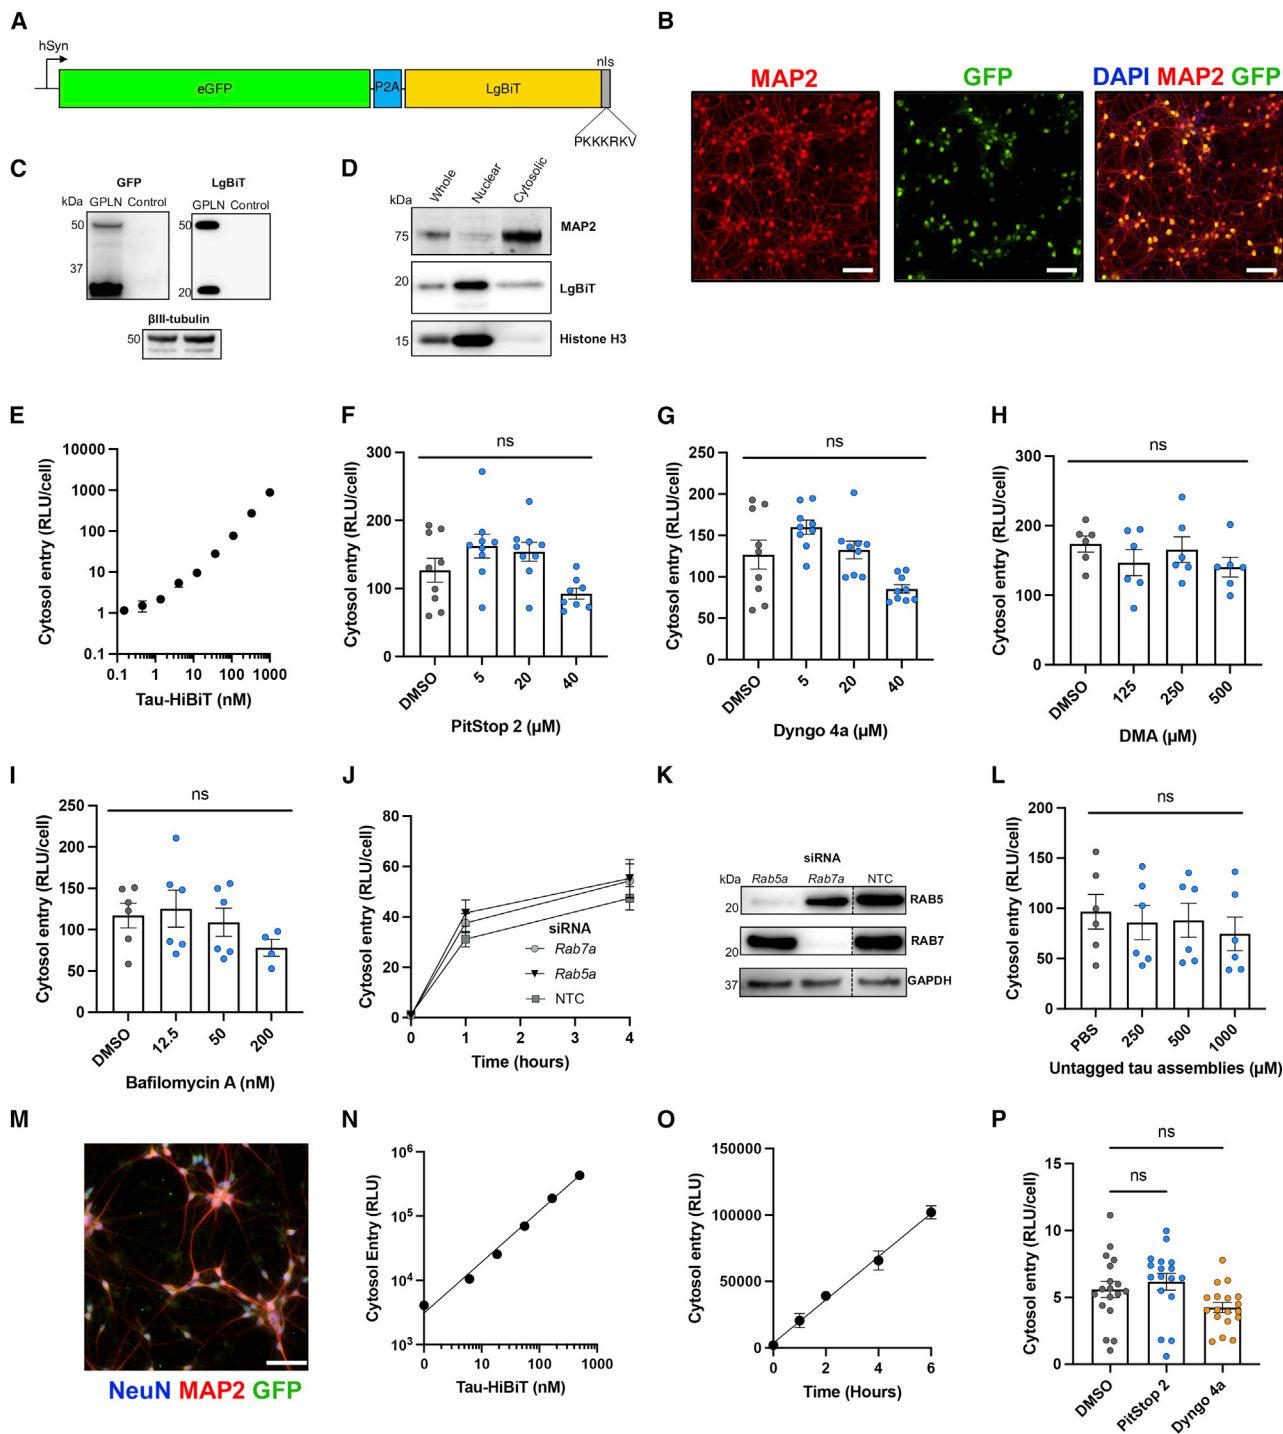 A
hSyn
nls
eGFP
P2A
LgBiT
PKKKRKV
B
MAP2
GFP
DAPI MAP2 GFP
C
GFP
LgBiT
kDa
GPLN Control
GPLN Control
50
37
50
20
βIII-tubulin
50
D
Whole
Nuclear
Cytosolic
kDa
75
MAP2
20
LgBiT
15
Histone H3
E
Cytosol entry (RLU/cell)
10000
1000
100
10
1
0.1
0.1 1 10 100 1000
Tau-HiBiT (nM)
F
ns
Cytosol entry (RLU/cell)
300
200
100
0
DMSO 5 20 40
PitStop 2 (µM)
G
ns
Cytosol entry (RLU/cell)
250
200
150
100
50
0
DMSO 5 20 40
Dyngo 4a (µM)
H
ns
Cytosol entry (RLU/cell)
300
200
100
0
DMSO 125 250 500
DMA (µM)
I
ns
Cytosol entry (RLU/cell)
250
200
150
100
50
0
DMSO 12.5 50 200
Bafilomycin A (nM)
J
Cytosol entry (RLU/cell)
80
60
40
20
0
siRNA
Rab7a
Rab5a
NTC
0 1 2 3 4
Time (hours)
K
siRNA
kDa
Rab5a Rab7a NTC
20
RAB5
20
RAB7
37
GAPDH
L
ns
Cytosol entry (RLU/cell)
200
150
100
50
0
PBS 250 500 1000
Untagged tau assemblies (µM)
M
NeuN MAP2 GFP
N
Cytosol Entry (RLU)
10⁶
10⁵
10⁴
10³
0 10 100 1000
Tau-HiBiT (nM)
O
Cytosol entry (RLU)
150000
100000
50000
0
0 2 4 6
Time (Hours)
P
ns
ns
Cytosol entry (RLU/cell)
15
10
5
0
DMSO
PitStop 2
Dyngo 4a